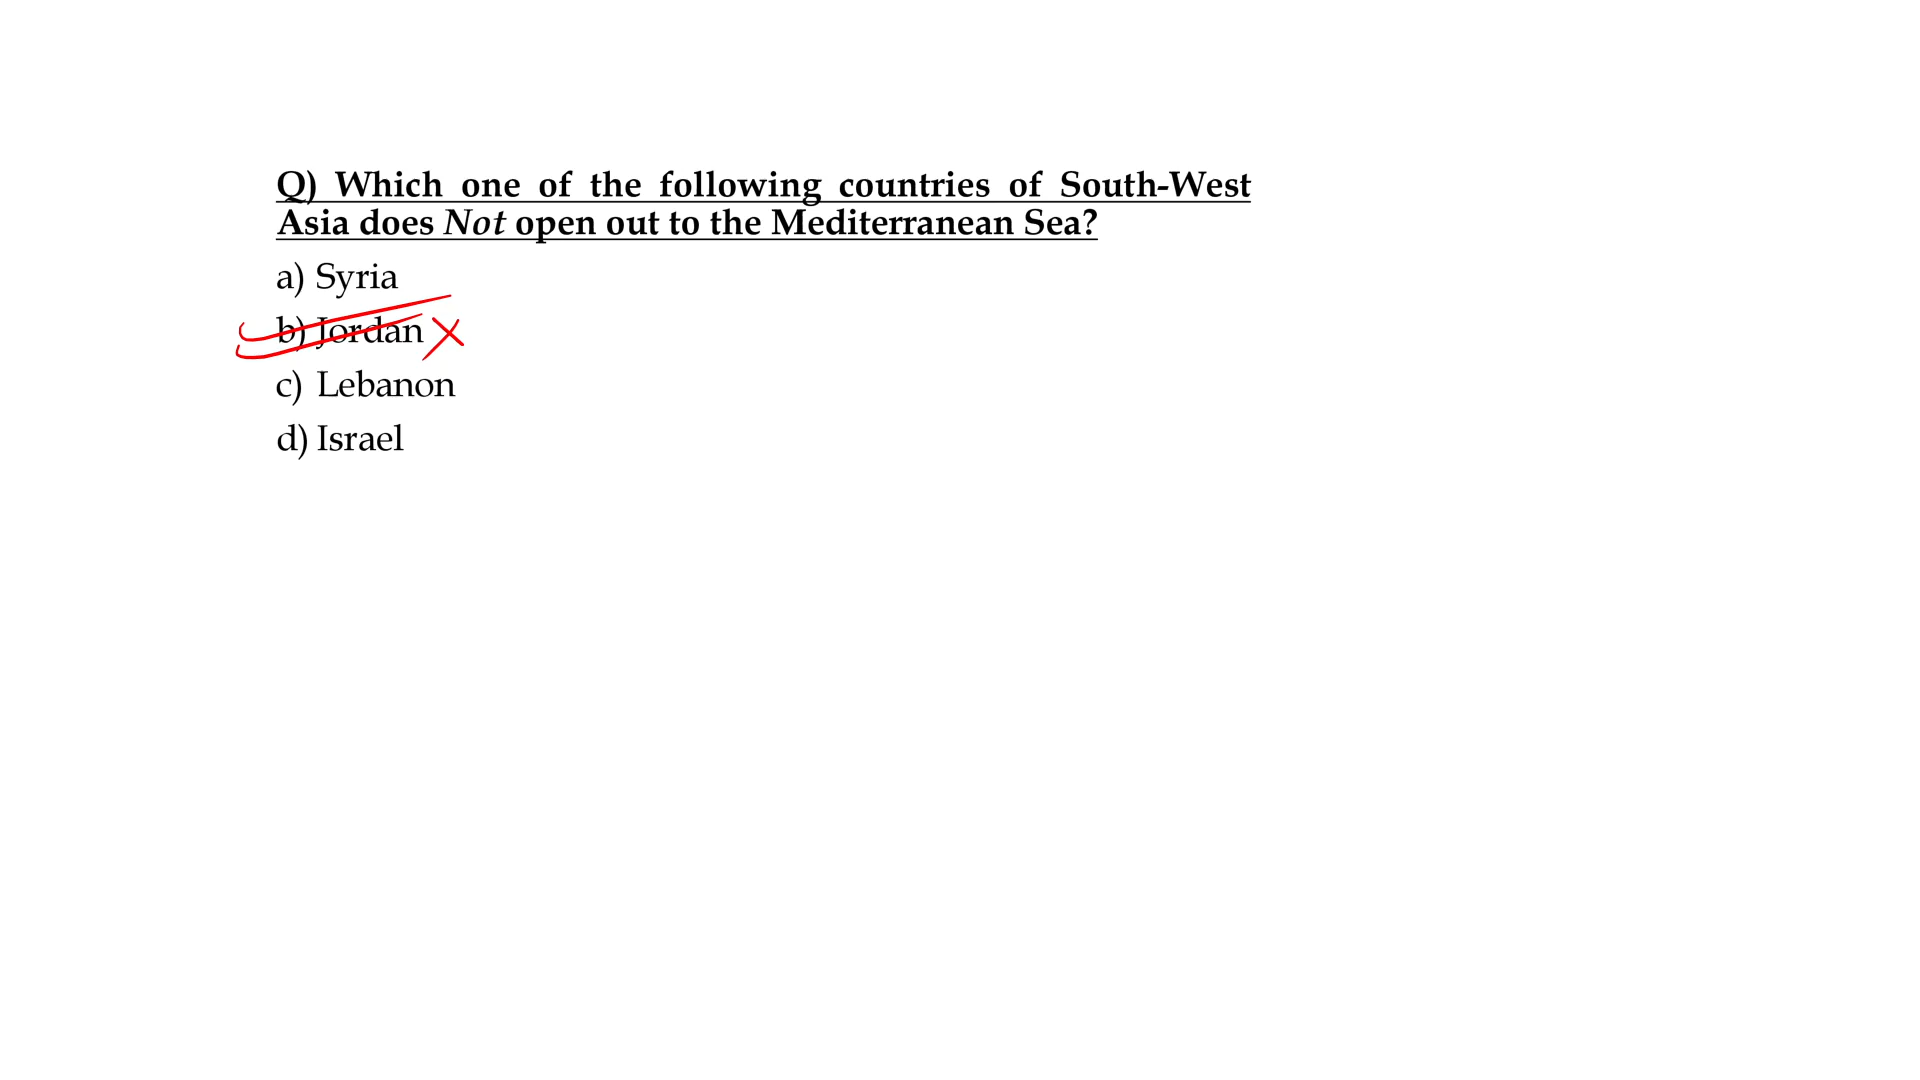 Q) Which one of the following countries of South-West
Asia does Not open out to the Mediterranean Sea?
a) Syria
b) Jordan
c) Lebanon
d) Israel